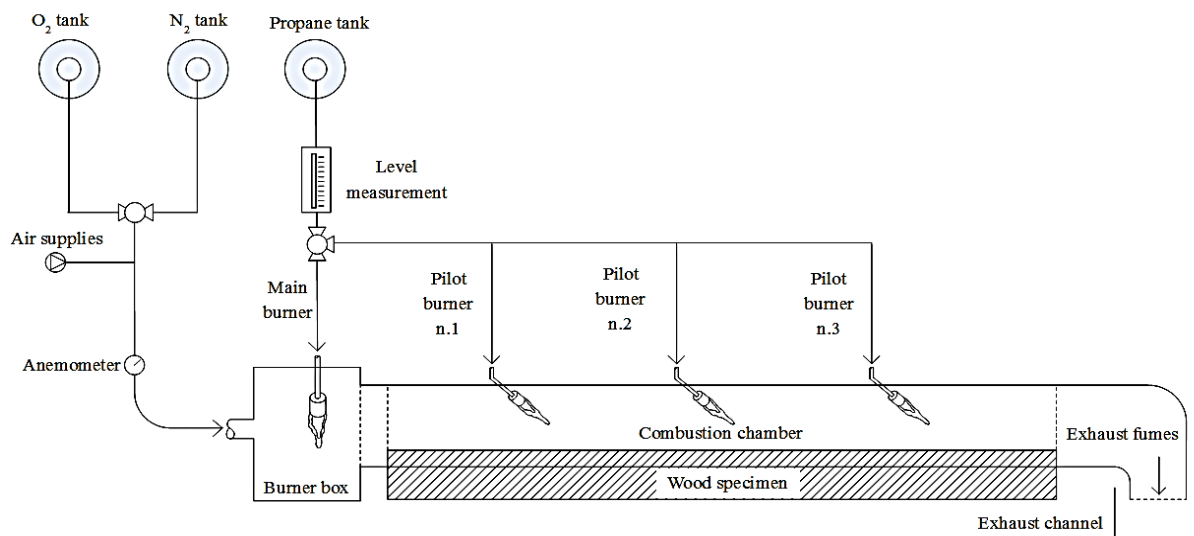 O₂ tank
N₂ tank
Propane tank
Level
measurement
Air supplies
Main
burner
Pilot
burner
n.1
Pilot
burner
n.2
Pilot
burner
n.3
Anemometer
Combustion chamber
Exhaust fumes
Burner box
Wood specimen
Exhaust channel